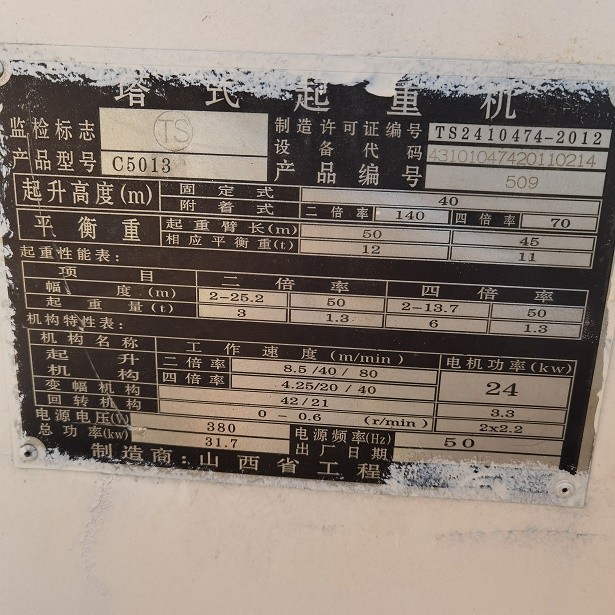 塔式起重机
监检标志 TS 制造许可证编号 TS2410474-2012
设备代码 43101047420110214
产品型号 C5013 产品编号 509
起升高度(m) 固定式 40
附着式 二倍率 140 四倍率 70
平衡重 起重臂长(m) 50 45
相应平衡重(t) 12 11
起重性能表:
项目 二倍率 四倍率
幅度(m) 2-25.2 50 2-13.7 50
起重量(t) 3 1.3 6 1.3
机构特性表:
机构名称 工作速度(m/min) 电机功率(kw)
起升机构 二倍率 8.5/40/80 24
四倍率 4.25/20/40
变幅机构 42/21 3.3
回转机构 0-0.6 (r/min) 2x2.2
电源电压(V) 380 电源频率(Hz) 50
总功率(kw) 31.7 出厂日期
制造商:山西省工程